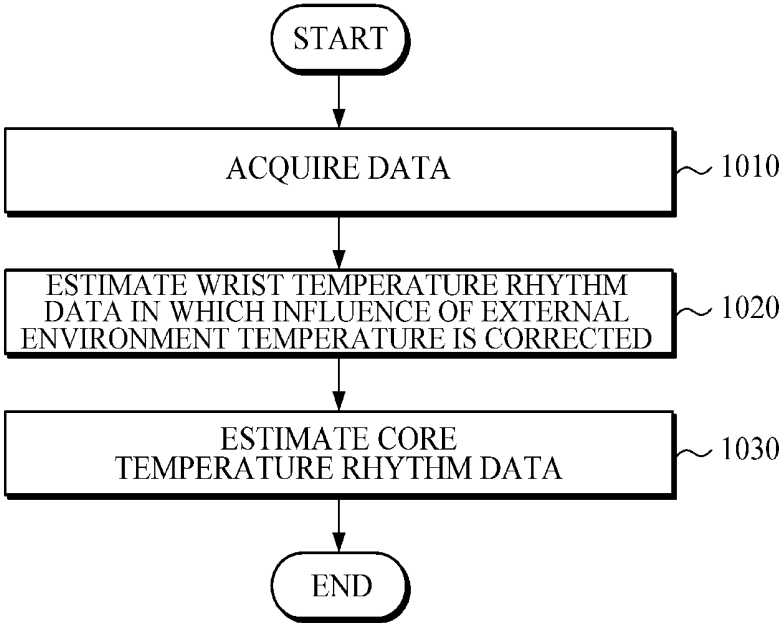 START
ACQUIRE DATA
1010
ESTIMATE WRIST TEMPERATURE RHYTHM
DATA IN WHICH INFLUENCE OF EXTERNAL
ENVIRONMENT TEMPERATURE IS CORRECTED
1020
ESTIMATE CORE
TEMPERATURE RHYTHM DATA
1030
END